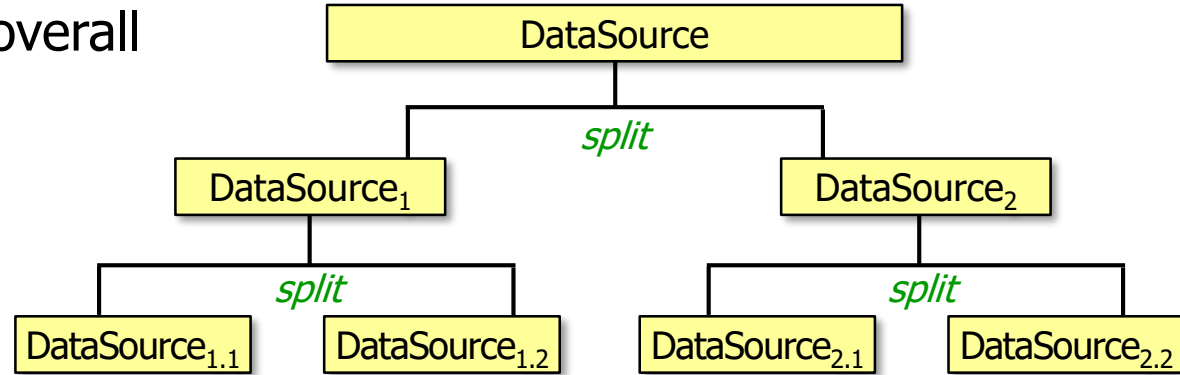 overall
DataSource
split
DataSource₁ DataSource₂
split split
DataSource₁.₁ DataSource₁.₂ DataSource₂.₁ DataSource₂.₂